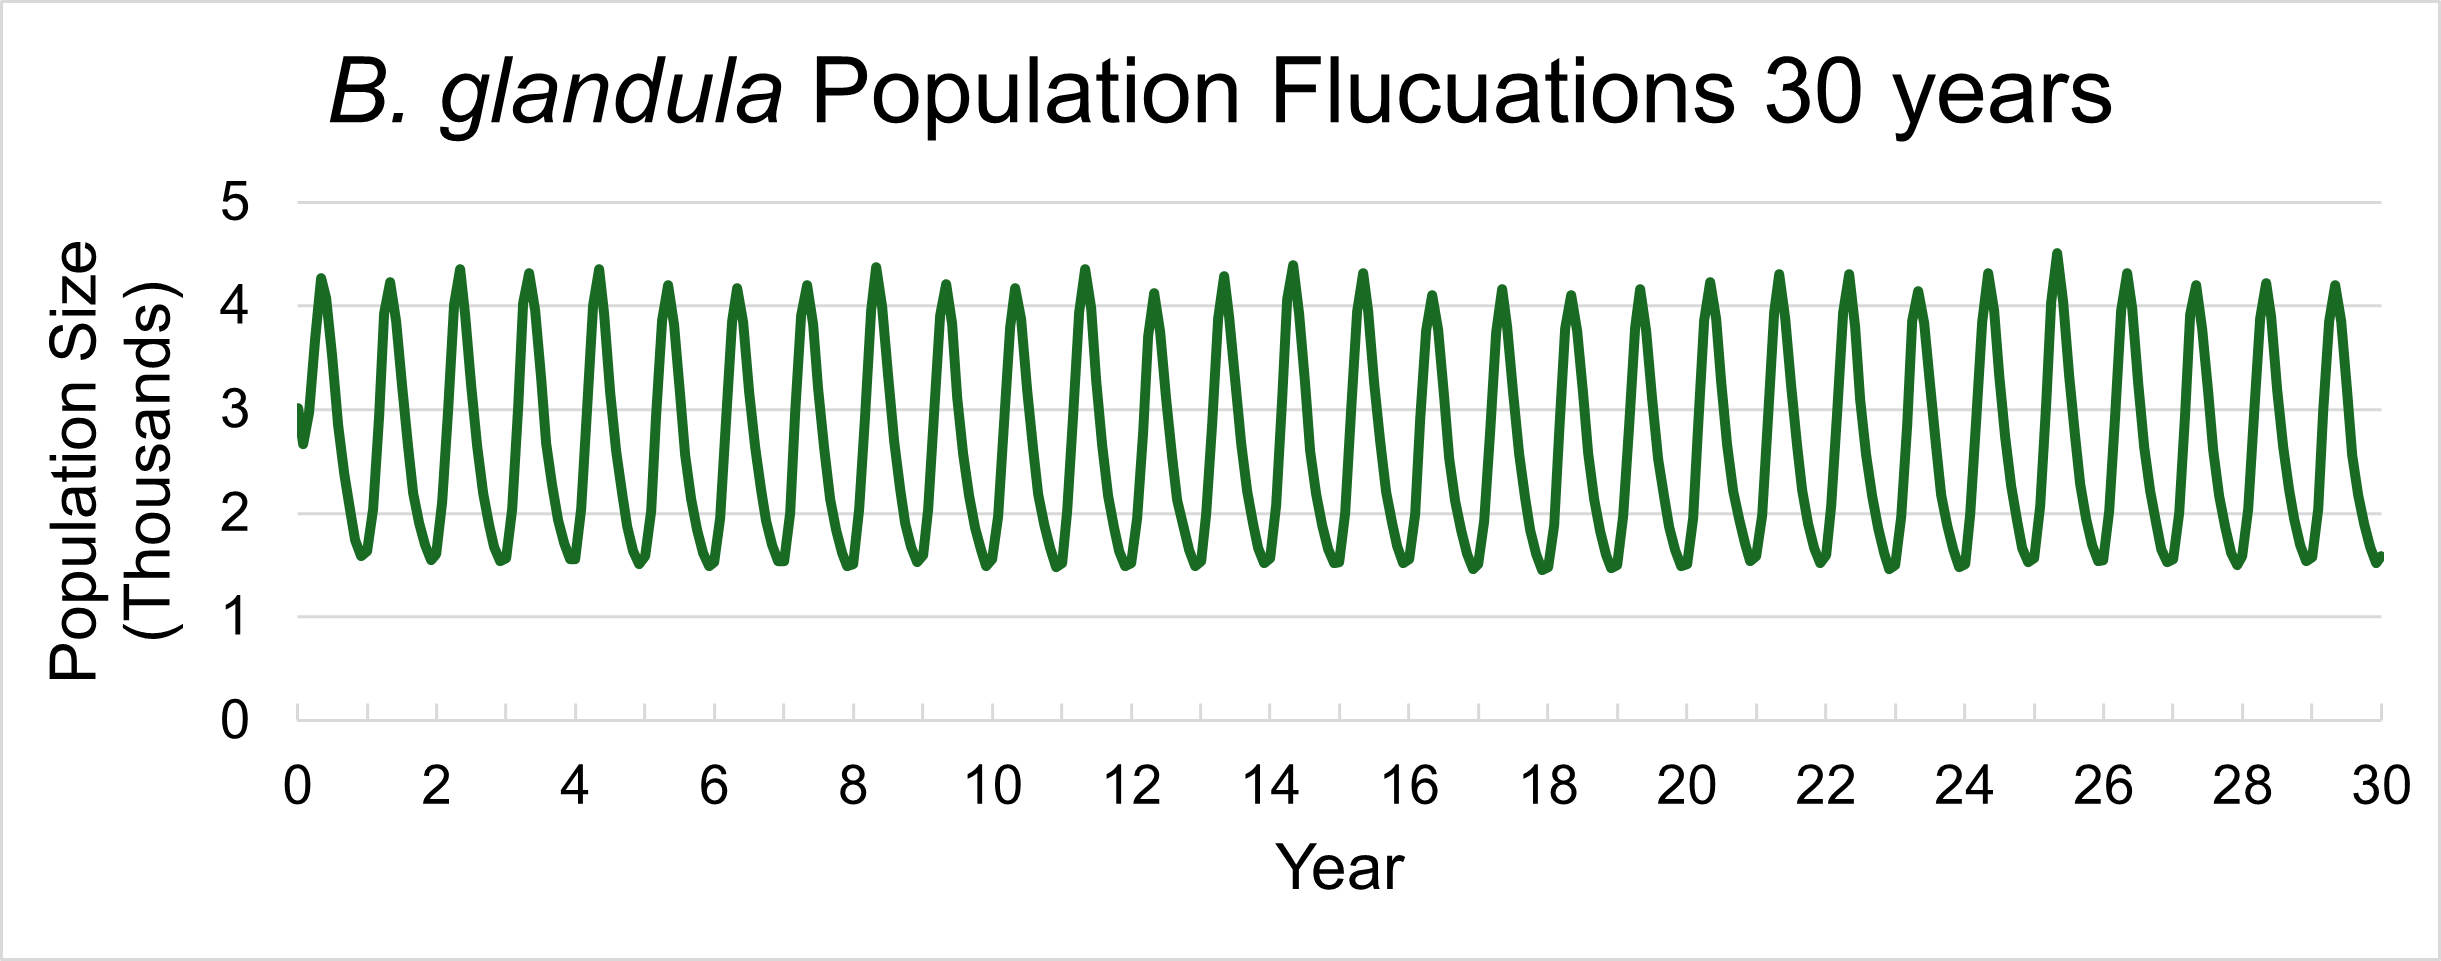 B. glandula Population Flucuations 30 years
Population Size
(Thousands)
5
4
3
2
1
0
0 2 4 6 8 10 12 14 16 18 20 22 24 26 28 30
Year